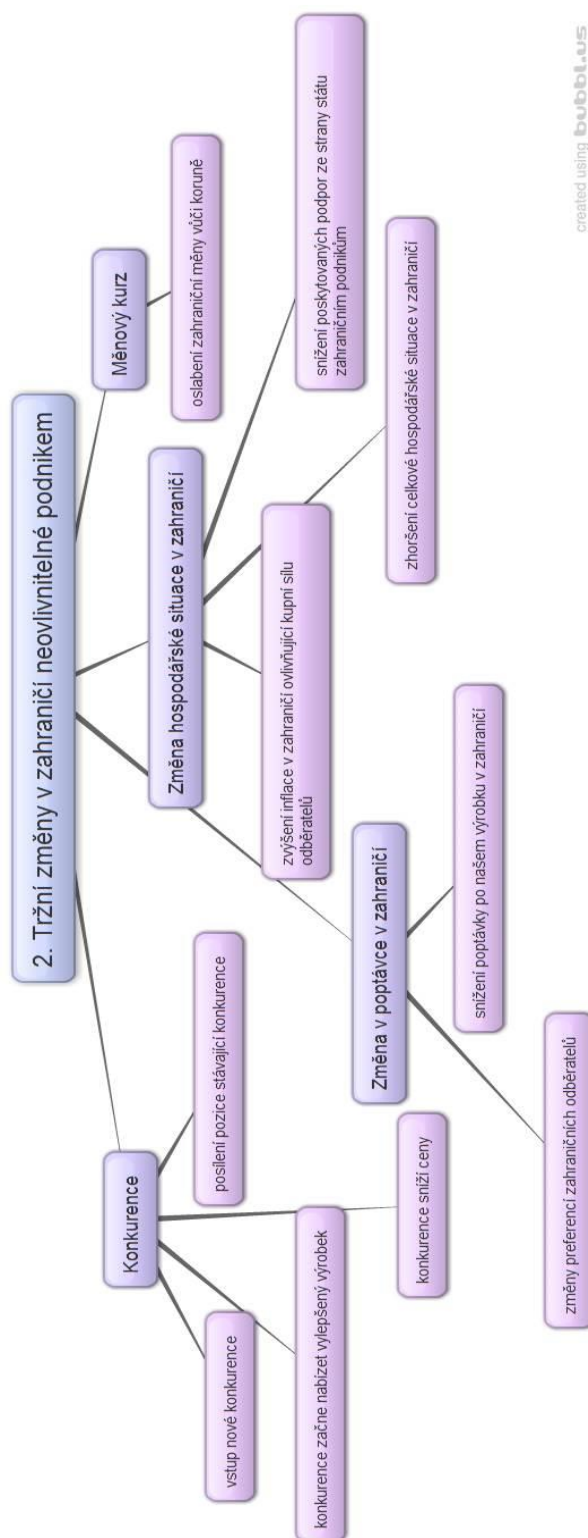 2. Tržní změny v zahraničí neovlivnitelné podnikem
Konkurence
vstup nové konkurence
konkurence začne nabízet vylepšený výrobek
konkurence sníží ceny
posílení pozice stávající konkurence
Změna v poptávce v zahraničí
změny preferencí zahraničních odběratelů
snížení poptávky po našem výrobku v zahraničí
Změna hospodářské situace v zahraničí
zvýšení inflace v zahraničí ovlivňující kupní sílu
odběratelů
zhoršení celkové hospodářské situace v zahraničí
snížení poskytovaných podpor ze strany státu
zahraničním podnikům
Měnový kurz
oslabení zahraniční měny vůči koruně
created using bubbl.us